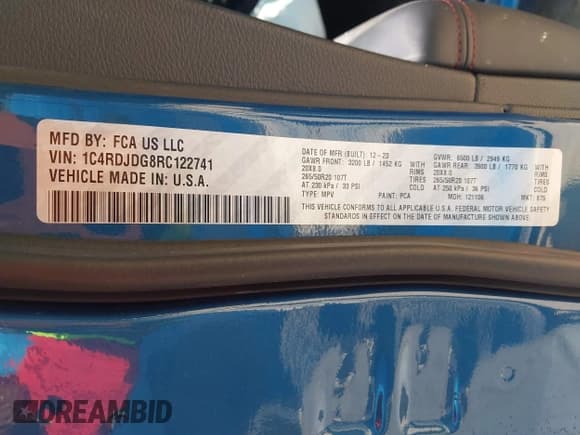 MFD BY: FCA US LLC
VIN: 1C4RDJDG8RC122741
VEHICLE MADE IN: U.S.A.
DATE OF MFR (BUILT): 12-23 GVWR: 6500 LB / 2949 KG
GAWR FRONT: 3200 LB / 1452 KG WITH GAWR REAR: 3900 LB / 1770 KG WITH
20X8.0 RIMS 20X8.0 RIMS
265/50R20 107T TIRES 265/50R20 107T TIRES
AT 230 kPa / 33 PSI COLD AT 250 kPa / 36 PSI COLD
TYPE: MPV PAINT: PCA MDH: 121106 MKT: 875
THIS VEHICLE CONFORMS TO ALL APPLICABLE U.S.A. FEDERAL MOTOR VEHICLE SAFETY
STANDARDS IN EFFECT ON THE DATE OF MANUFACTURE SHOWN ABOVE.
DREAMBID